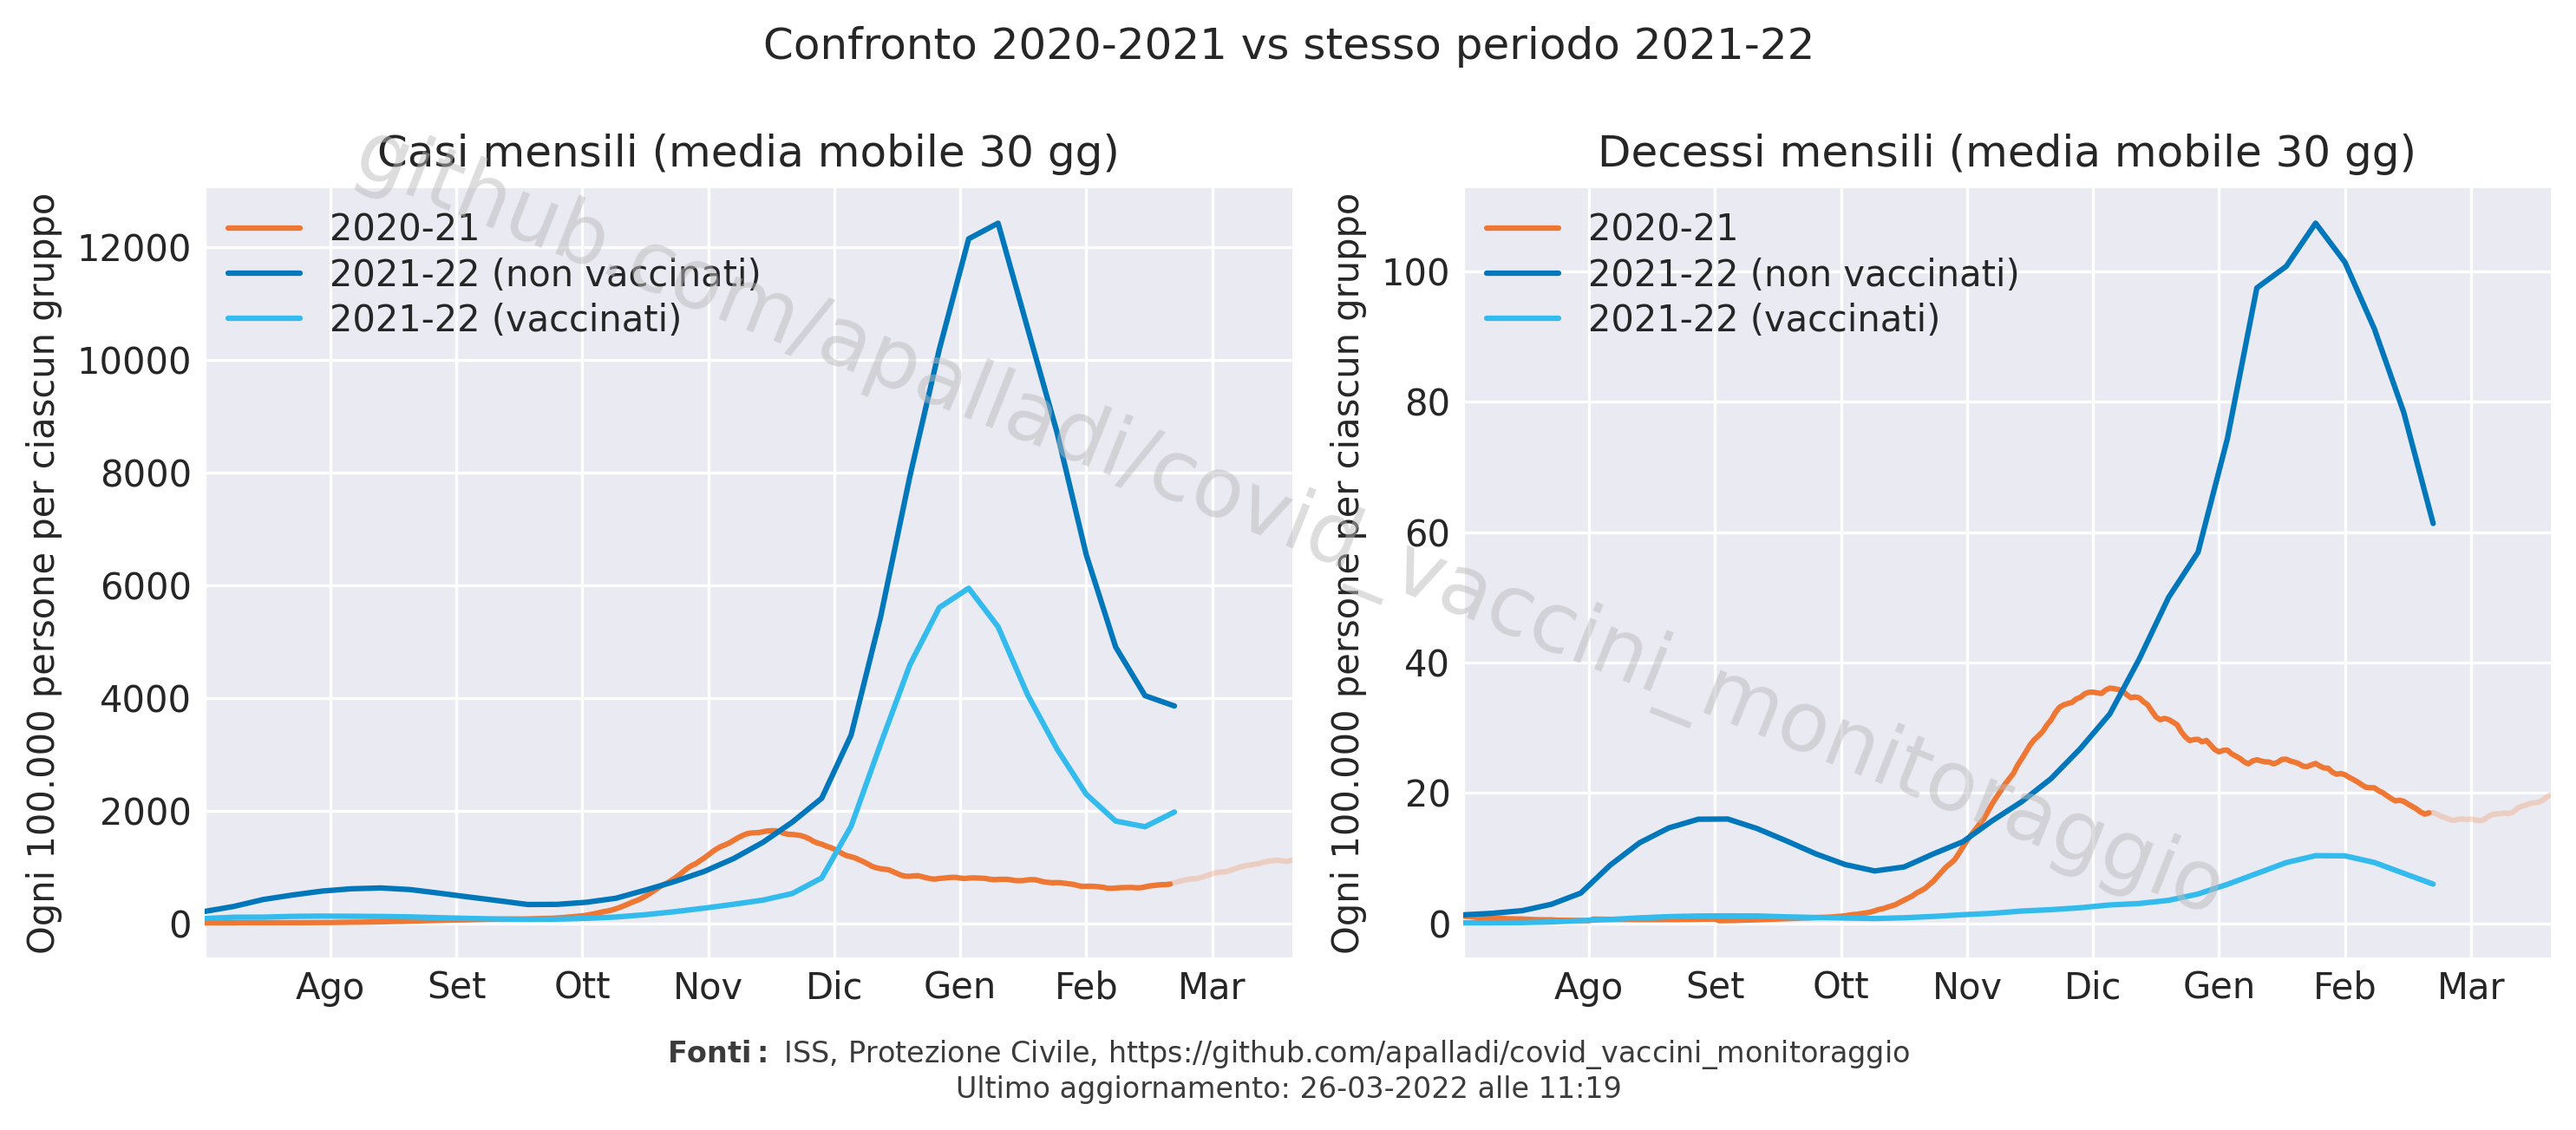 Confronto 2020-2021 vs stesso periodo 2021-22
Casi mensili (media mobile 30 gg)
Ogni 100.000 persone per ciascun gruppo
12000
10000
8000
6000
4000
2000
0
2020-21
2021-22 (non vaccinati)
2021-22 (vaccinati)
Ago Set Ott Nov Dic Gen Feb Mar
Decessi mensili (media mobile 30 gg)
Ogni 100.000 persone per ciascun gruppo
100
80
60
40
20
0
2020-21
2021-22 (non vaccinati)
2021-22 (vaccinati)
Ago Set Ott Nov Dic Gen Feb Mar
github.com/apalladi/covid_vaccini_monitoraggio
Fonti: ISS, Protezione Civile, https://github.com/apalladi/covid_vaccini_monitoraggio
Ultimo aggiornamento: 26-03-2022 alle 11:19